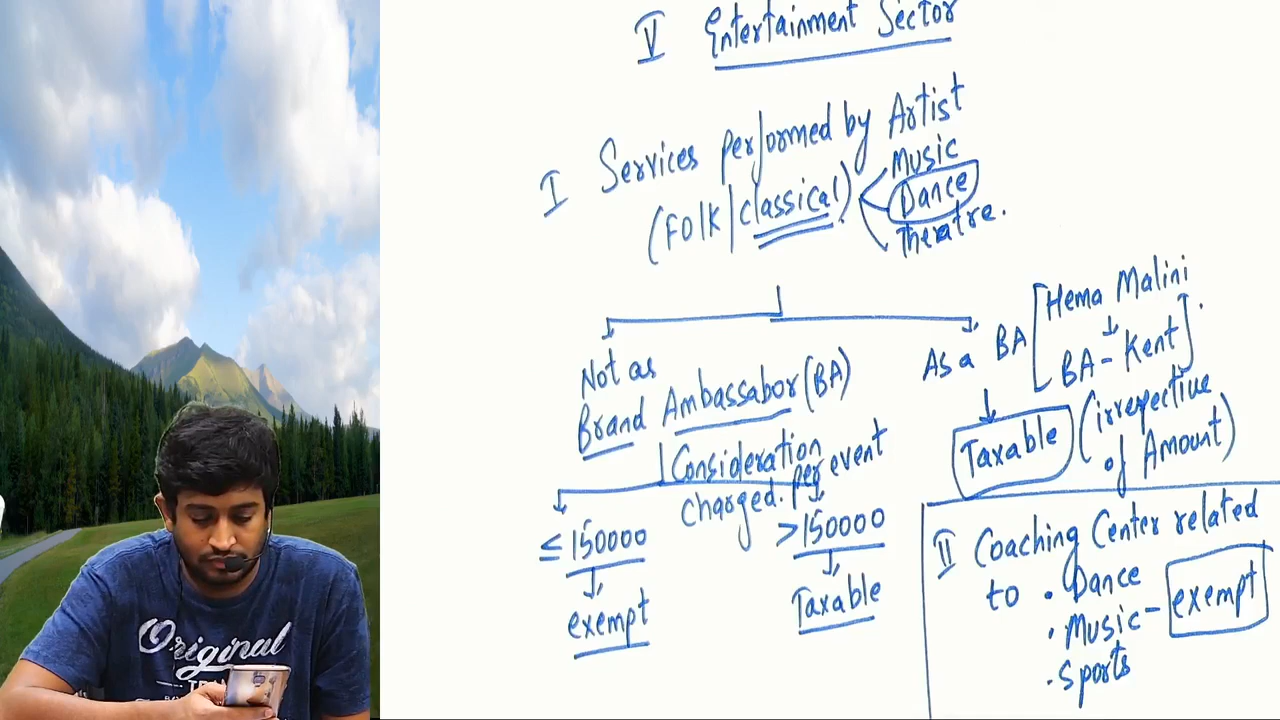 V Entertainment Sector
I Services performed by Artist
(Folk/classical)
Music
Dance
Theatre.
Not as
Brand Ambassabor (BA)
Consideration
charged. per event
≤ 150000
exempt
> 150000
Taxable
As a BA
Hema Malini
BA - Kent
Taxable (irrespective
of Amount)
II Coaching Center related
to . Dance
. Music - exempt
. Sports
Original